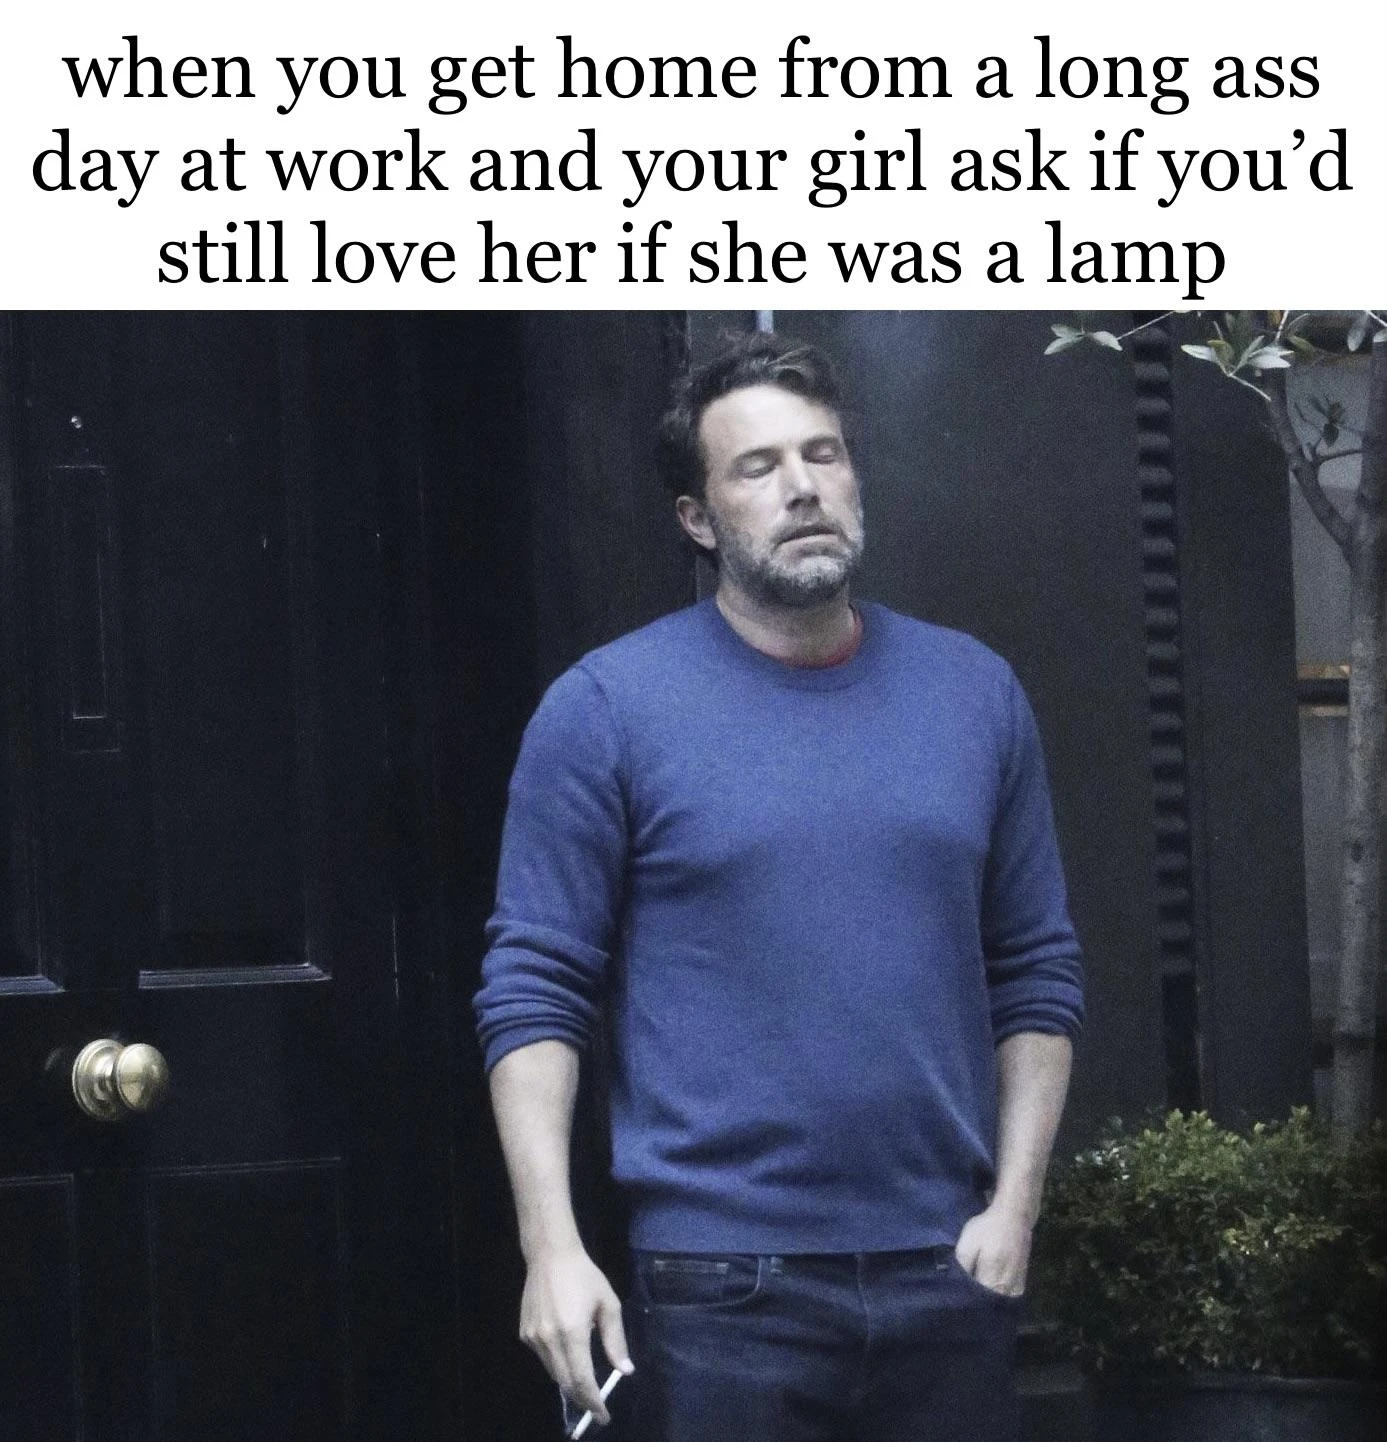 when you get home from a long ass
day at work and your girl ask if you’d
still love her if she was a lamp